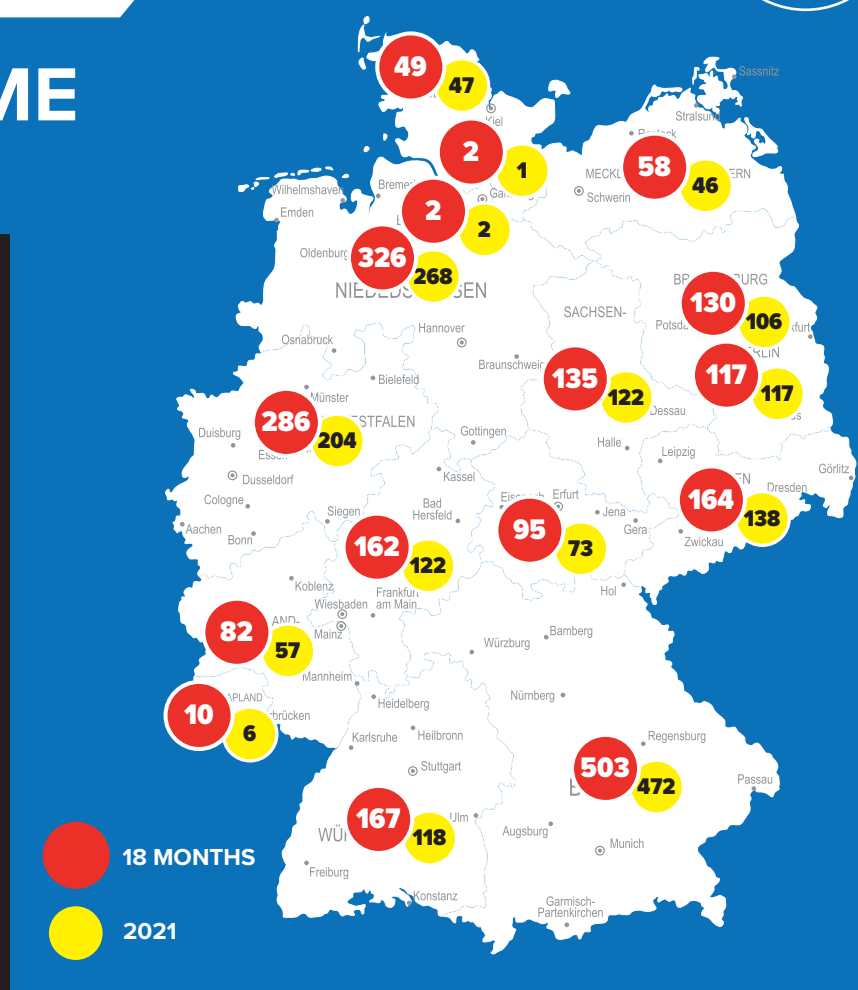 ME
49
47
Sassnitz
Kiel
Stralsund
2
1
58
46
Schwerin
Wilhelmshaven
Emden
2
2
Oldenburg
326
268
130
106
SACHSEN-
Hannover
Osnabruck
Braunschweig
117
117
135
122
Dessau
Bielefeld
Münster
286
204
Duisburg
Gottingen
Halle
Leipzig
Görlitz
Dusseldorf
Kassel
164
138
Dresden
Cologne
Siegen
Bad
Hersfeld
Erfurt
Jena
Gera
95
73
Zwickau
Aachen
Bonn
162
122
Koblenz
Frankfurt
am Main
Hol
Wiesbaden
82
57
Mainz
Würzburg
Bamberg
Mannheim
10
6
Heidelberg
Nürnberg
Karlsruhe
Heilbronn
Regensburg
Stuttgart
503
472
Passau
167
118
Ulm
Augsburg
Munich
18 MONTHS
Freiburg
Konstanz
Garmisch-
Partenkirchen
2021